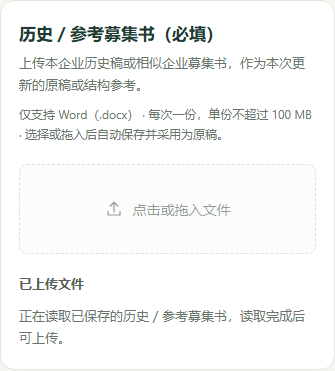 历史 / 参考募集书（必填）
上传本企业历史稿或相似企业募集书，作为本次更
新的原稿或结构参考。
仅支持 Word（.docx） · 每次一份，单份不超过 100 MB
· 选择或拖入后自动保存并采用为原稿。
点击或拖入文件
已上传文件
正在读取已保存的历史 / 参考募集书，读取完成后
可上传。